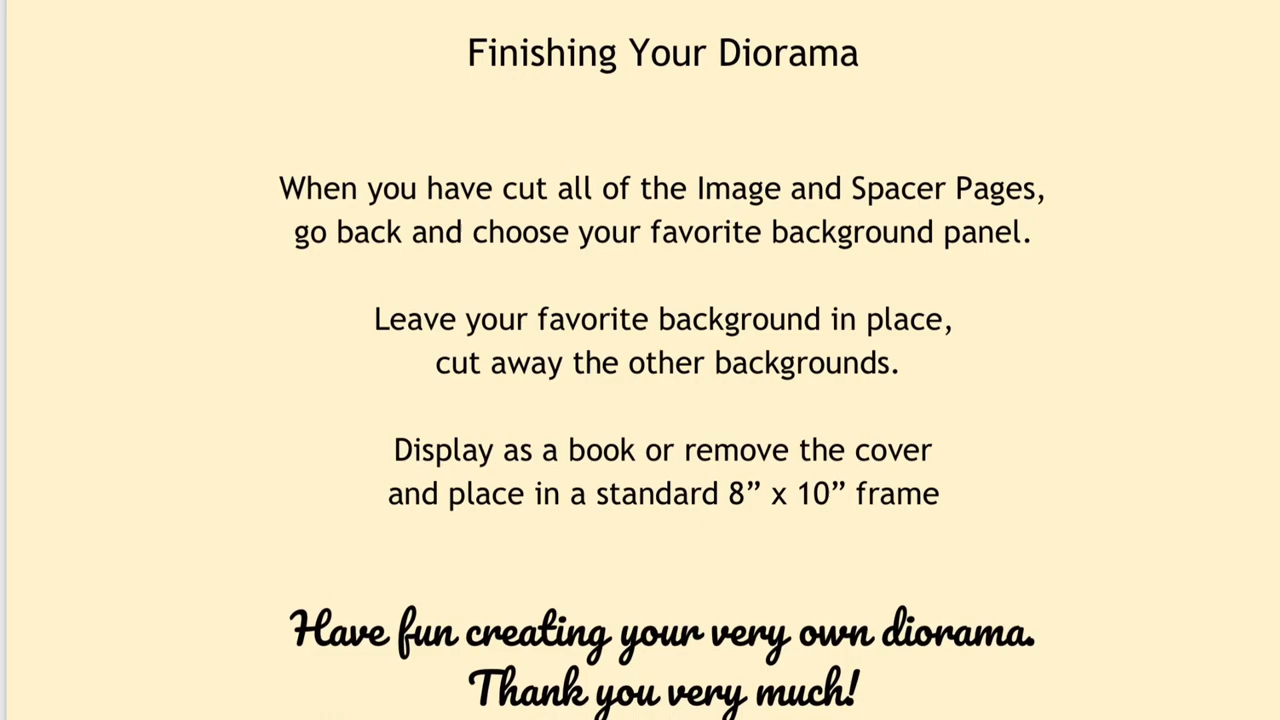 Finishing Your Diorama
When you have cut all of the Image and Spacer Pages,
go back and choose your favorite background panel.
Leave your favorite background in place,
cut away the other backgrounds.
Display as a book or remove the cover
and place in a standard 8” x 10” frame
Have fun creating your very own diorama.
Thank you very much!